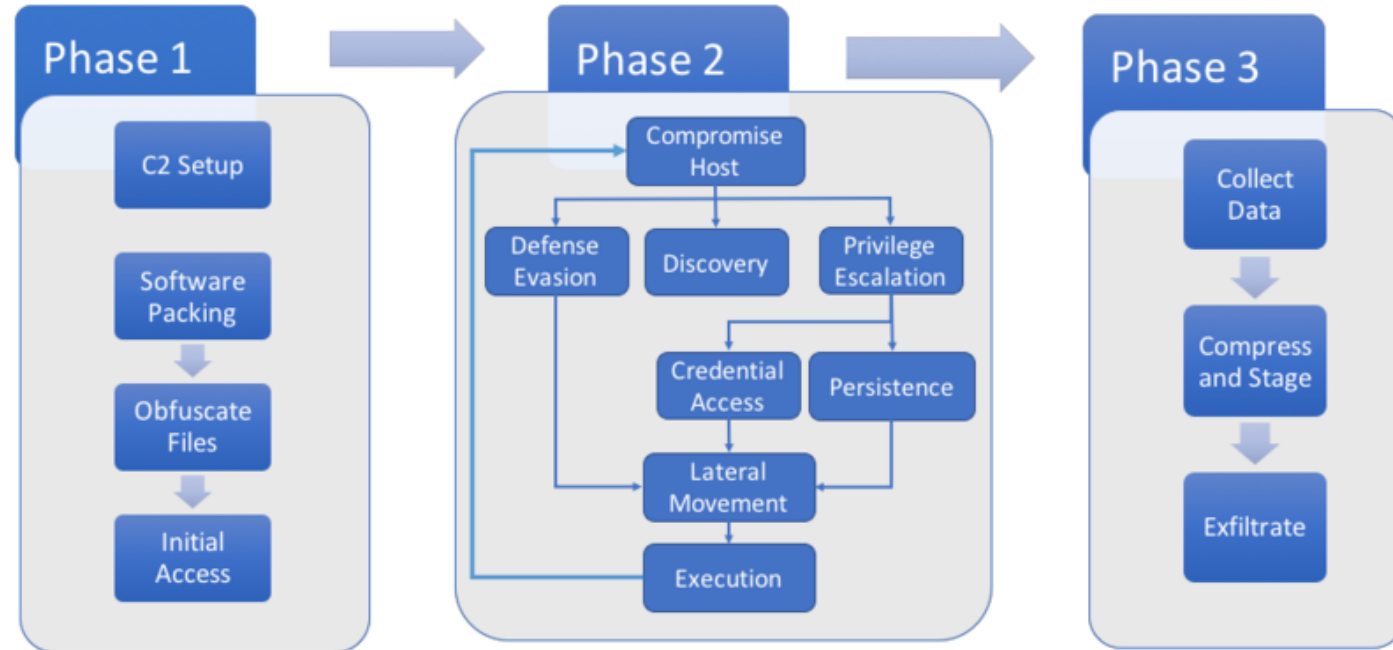 Phase 1
C2 Setup
Software
Packing
Obfuscate
Files
Initial
Access
Phase 2
Compromise
Host
Defense
Evasion
Discovery
Privilege
Escalation
Credential
Access
Persistence
Lateral
Movement
Execution
Phase 3
Collect
Data
Compress
and Stage
Exfiltrate